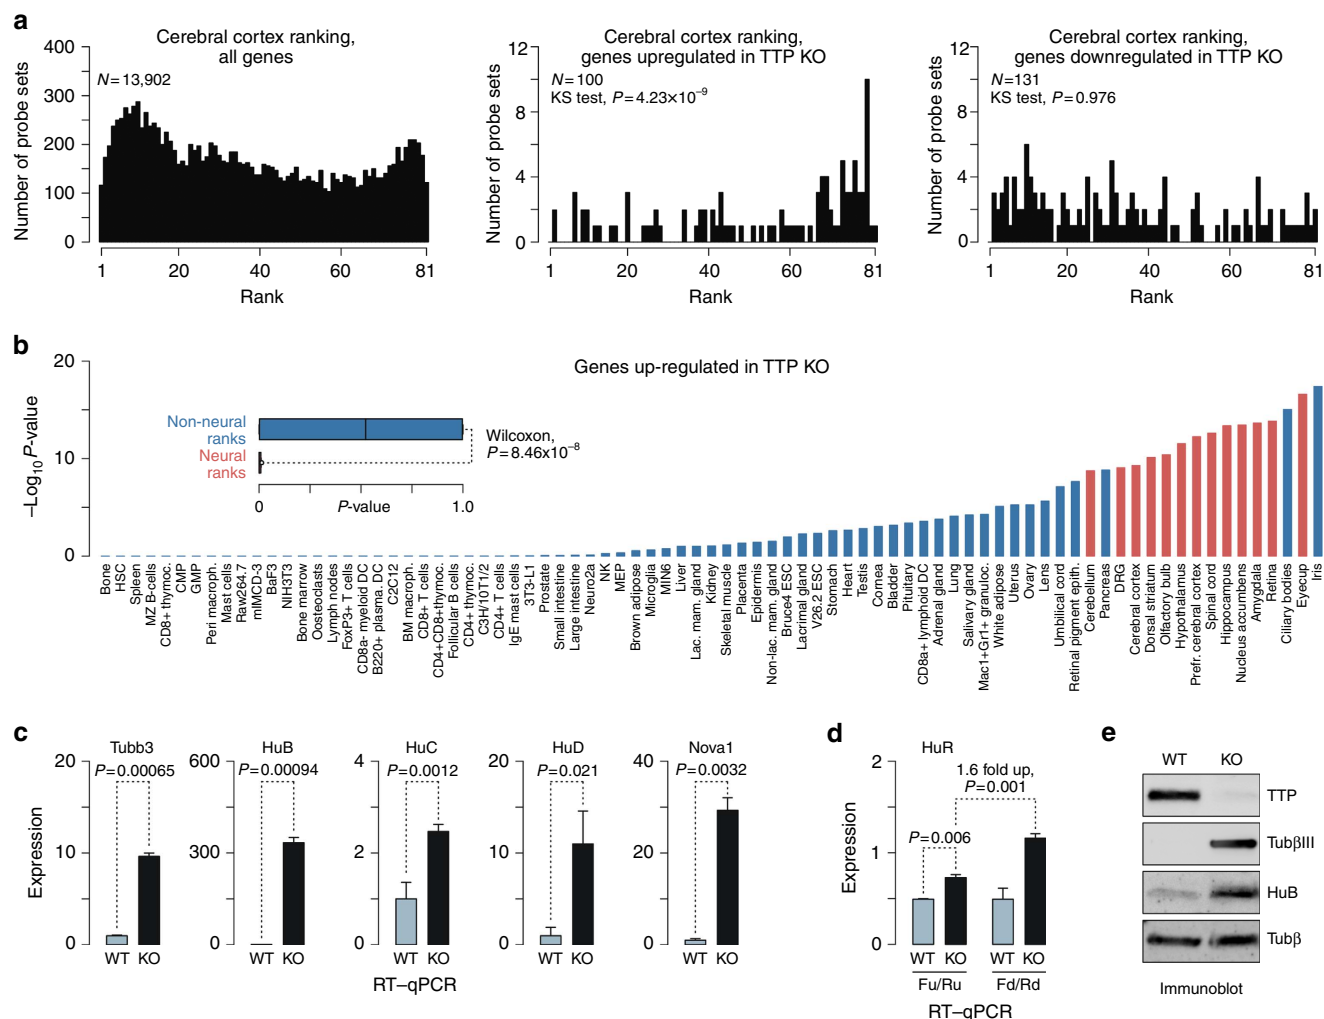 a
Cerebral cortex ranking,
all genes
N=13,902
Number of probe sets
400
300
200
100
0
1
20
40
60
81
Rank
Cerebral cortex ranking,
genes upregulated in TTP KO
N=100
KS test, P=4.23×10⁻⁹
Number of probe sets
12
8
4
0
1
20
40
60
81
Rank
Cerebral cortex ranking,
genes downregulated in TTP KO
N=131
KS test, P=0.976
Number of probe sets
12
8
4
0
1
20
40
60
81
Rank
b
Genes up-regulated in TTP KO
–Log₁₀P-value
20
10
0
Non-neural
ranks
Neural
ranks
Wilcoxon,
P=8.46x10⁻⁸
0
P-value
1.0
Bone
HSC
Spleen
MZ B-cells
CD8+ thymoc.
CMP
GMP
Peri macroph.
Mast cells
Raw264.7
mIMCD-3
BaF3
NIH3T3
Bone marrow
Oosteoclasts
Lymph nodes
FoxP3+ T cells
CD8a- myeloid DC
B220+ plasma. DC
C2C12
BM macroph.
CD8+ T cells
CD4+CD8+thymoc.
Follicular B cells
CD4+ thymoc.
C3H/10T1/2
CD4+ T cells
IgE mast cells
3T3-L1
Prostate
Small intestine
Large intestine
Neuro2a
NK
MEP
Brown adipose
Microglia
MIN6
Liver
Lac. mam. gland
Kidney
Skeletal muscle
Placenta
Epidermis
Non-lac. mam. gland
Bruce4 ESC
Lacrimal gland
V26.2 ESC
Stomach
Heart
Testis
Cornea
Bladder
Pituitary
CD8a+ lymphoid DC
Adrenal gland
Lung
Salivary gland
Mac1+Gr1+ granuloc.
White adipose
Uterus
Ovary
Lens
Umbilical cord
Retinal pigment epith.
Cerebellum
Pancreas
DRG
Cerebral cortex
Dorsal striatum
Olfactory bulb
Hypothalamus
Prefr. cerebral cortex
Spinal cord
Hippocampus
Nucleus accumbens
Amygdala
Retina
Ciliary bodies
Eyecup
Iris
c
Expression
Tubb3
P=0.00065
20
10
0
WT KO
HuB
P=0.00094
600
300
0
WT KO
HuC
P=0.0012
4
2
0
WT KO
HuD
P=0.021
20
10
0
WT KO
Nova1
P=0.0032
40
20
0
WT KO
RT–qPCR
d
HuR
Expression
2
1
0
1.6 fold up,
P=0.001
P=0.006
WT KO WT KO
Fu/Ru Fd/Rd
RT–qPCR
e
WT KO
TTP
TubβIII
HuB
Tubβ
Immunoblot